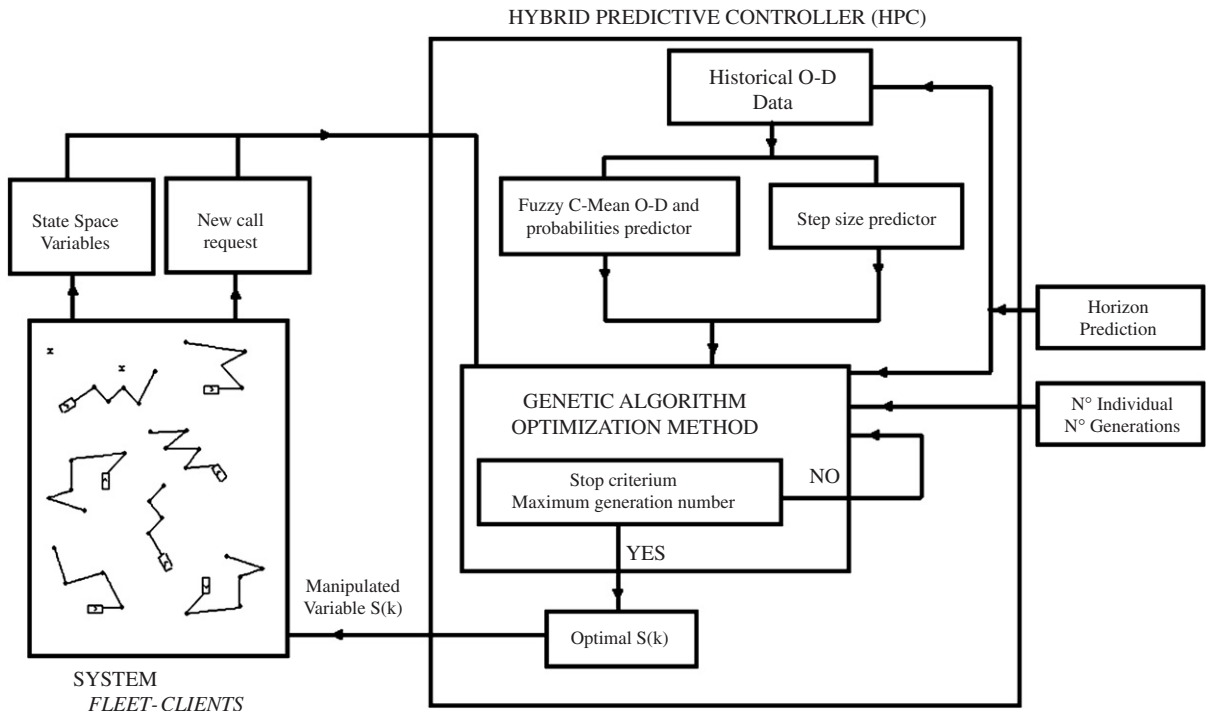 HYBRID PREDICTIVE CONTROLLER (HPC)
Historical O-D
Data
State Space
Variables
New call
request
Fuzzy C-Mean O-D and
probabilities predictor
Step size predictor
Horizon
Prediction
GENETIC ALGORITHM
OPTIMIZATION METHOD
N° Individual
N° Generations
Stop criterium
Maximum generation number
NO
YES
Manipulated
Variable S(k)
Optimal S(k)
SYSTEM
FLEET- CLIENTS